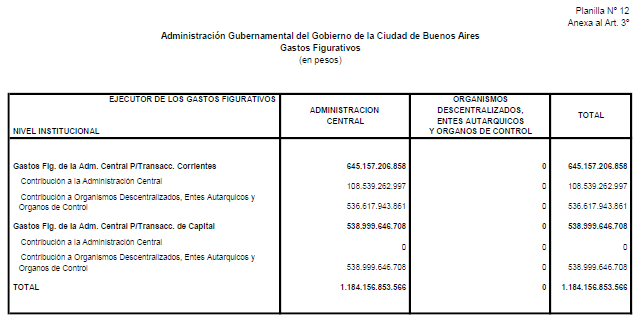 Planilla Nº 12
Anexa al Art. 3º
Administración Gubernamental del Gobierno de la Ciudad de Buenos Aires
Gastos Figurativos
(en pesos)
EJECUTOR DE LOS GASTOS FIGURATIVOS
NIVEL INSTITUCIONAL
ADMINISTRACION
CENTRAL
ORGANISMOS
DESCENTRALIZADOS,
ENTES AUTARQUICOS
Y ORGANOS DE CONTROL
TOTAL
Gastos Fig. de la Adm. Central P/Transacc. Corrientes 645.157.206.858 0 645.157.206.858
Contribución a la Administración Central 108.539.262.997 0 108.539.262.997
Contribución a Organismos Descentralizados, Entes Autarquicos y
Organos de Control 536.617.943.861 0 536.617.943.861
Gastos Fig. de la Adm. Central P/Transacc. de Capital 538.999.646.708 0 538.999.646.708
Contribución a la Administración Central 0 0 0
Contribución a Organismos Descentralizados, Entes Autarquicos y
Organos de Control 538.999.646.708 0 538.999.646.708
TOTAL 1.184.156.853.566 0 1.184.156.853.566